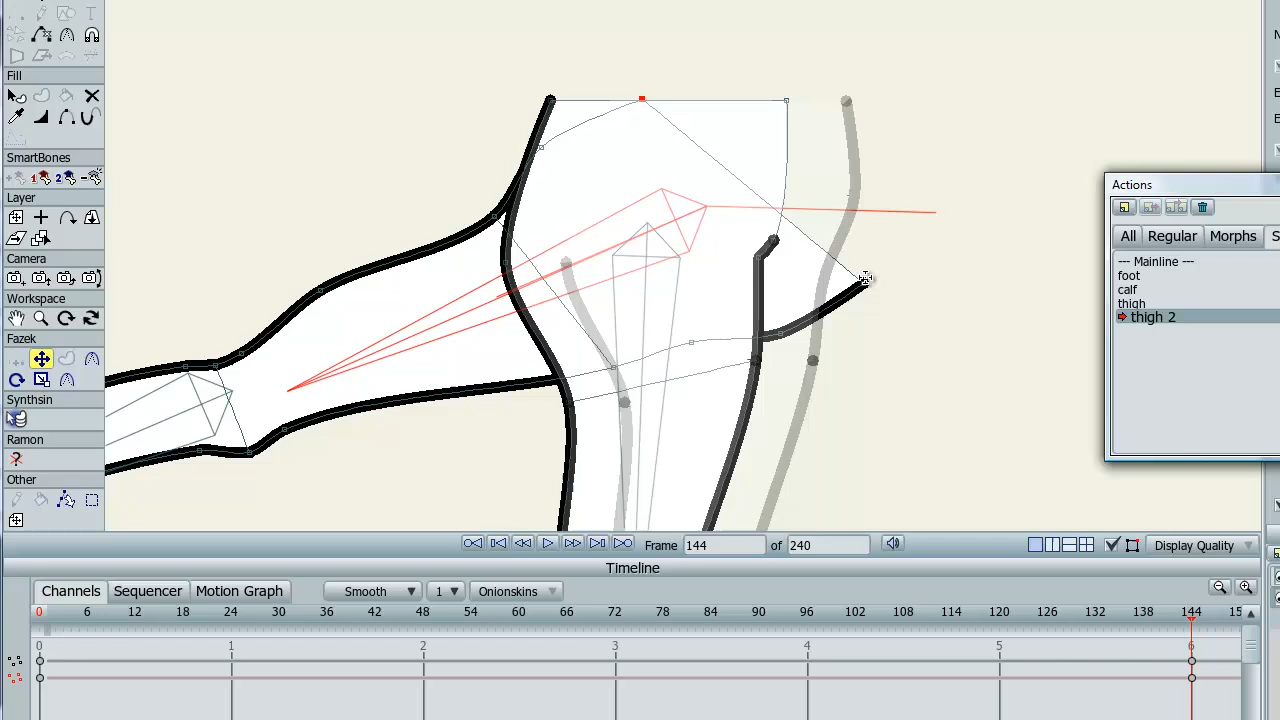 T
Fill
SmartBones
1
2
Layer
Camera
Workspace
Fazek
Synthsin
Ramon
?
Other
Actions
All Regular Morphs S
--- Mainline ---
foot
calf
thigh
thigh 2
Frame 144 of 240
Display Quality
Timeline
Channels Sequencer Motion Graph Smooth 1 Onionskins
0 6 12 18 24 30 36 42 48 54 60 66 72 78 84 90 96 102 108 114 120 126 132 138 144 15
0 1 2 3 4 5 6